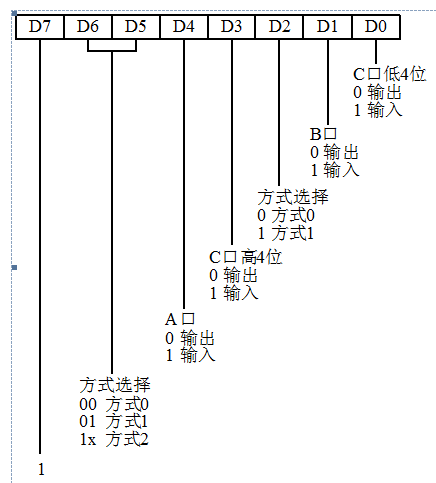 D7 D6 D5 D4 D3 D2 D1 D0
C口低4位
0 输出
1 输入
B口
0 输出
1 输入
方式选择
0 方式0
1 方式1
C口高4位
0 输出
1 输入
A 口
0 输出
1 输入
方式选择
00 方式0
01 方式1
1x 方式2
1